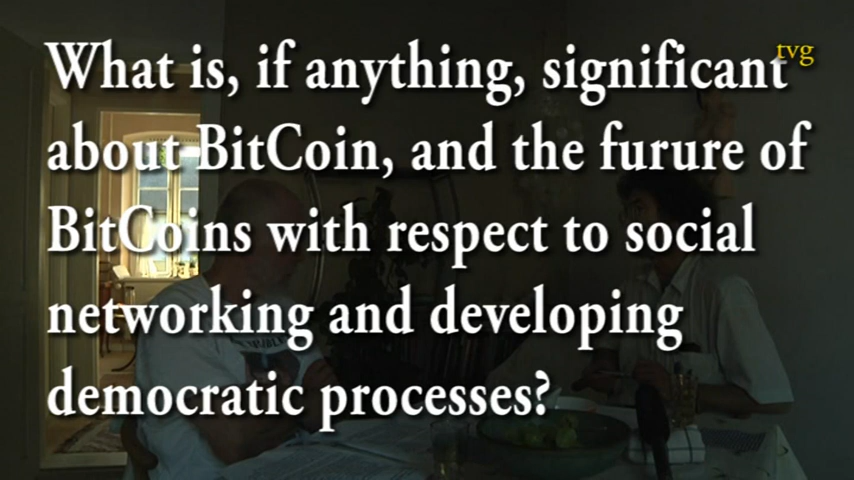 What is, if anything, significant
tvg
about BitCoin, and the furure of
BitCoins with respect to social
networking and developing
democratic processes?